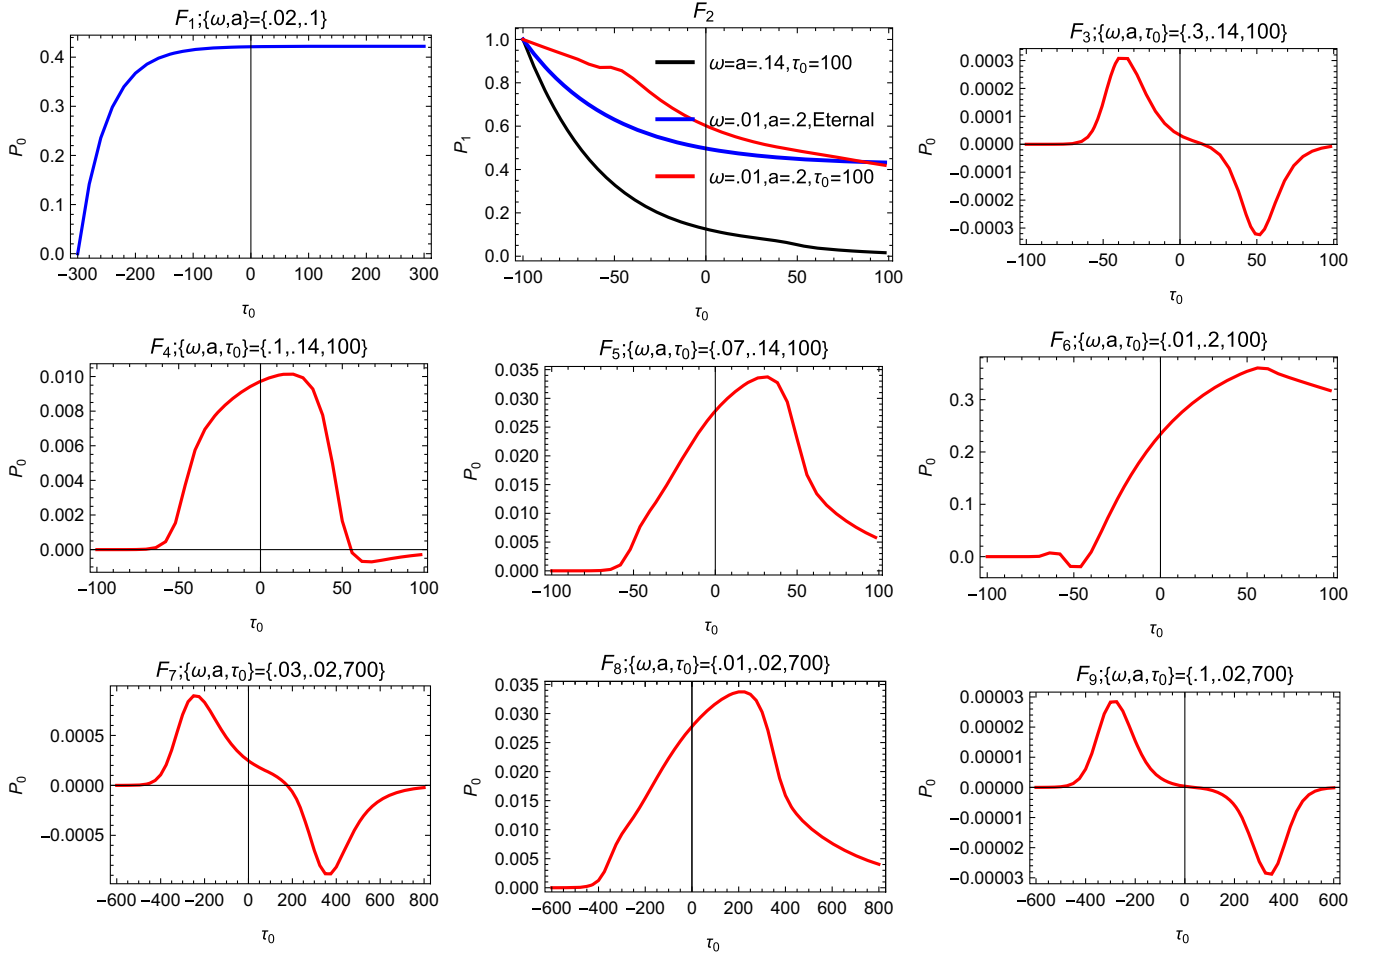 F1;{ω,a}={.02,.1}
P0
0.4
0.2
0.0
−300 −200 −100 0 100 200 300
τ0
F2
P1
1.0
0.8
0.6
0.4
0.2
0.0
ω=a=.14,τ0=100
ω=.01,a=.2,Eternal
ω=.01,a=.2,τ0=100
−100 −50 0 50 100
τ0
F3;{ω,a,τ0}={.3,.14,100}
P0
0.0003
0.0002
0.0001
0.0000
−0.0001
−0.0002
−0.0003
−100 −50 0 50 100
τ0
F4;{ω,a,τ0}={.1,.14,100}
P0
0.010
0.008
0.006
0.004
0.002
0.000
−100 −50 0 50 100
τ0
F5;{ω,a,τ0}={.07,.14,100}
P0
0.035
0.030
0.025
0.020
0.015
0.010
0.005
0.000
−100 −50 0 50 100
τ0
F6;{ω,a,τ0}={.01,.2,100}
P0
0.3
0.2
0.1
0.0
−100 −50 0 50 100
τ0
F7;{ω,a,τ0}={.03,.02,700}
P0
0.0005
0.0000
−0.0005
−600 −400 −200 0 200 400 600 800
τ0
F8;{ω,a,τ0}={.01,.02,700}
P0
0.035
0.030
0.025
0.020
0.015
0.010
0.005
0.000
−600 −400 −200 0 200 400 600 800
τ0
F9;{ω,a,τ0}={.1,.02,700}
P0
0.00003
0.00002
0.00001
0.00000
−0.00001
−0.00002
−0.00003
−600 −400 −200 0 200 400 600
τ0